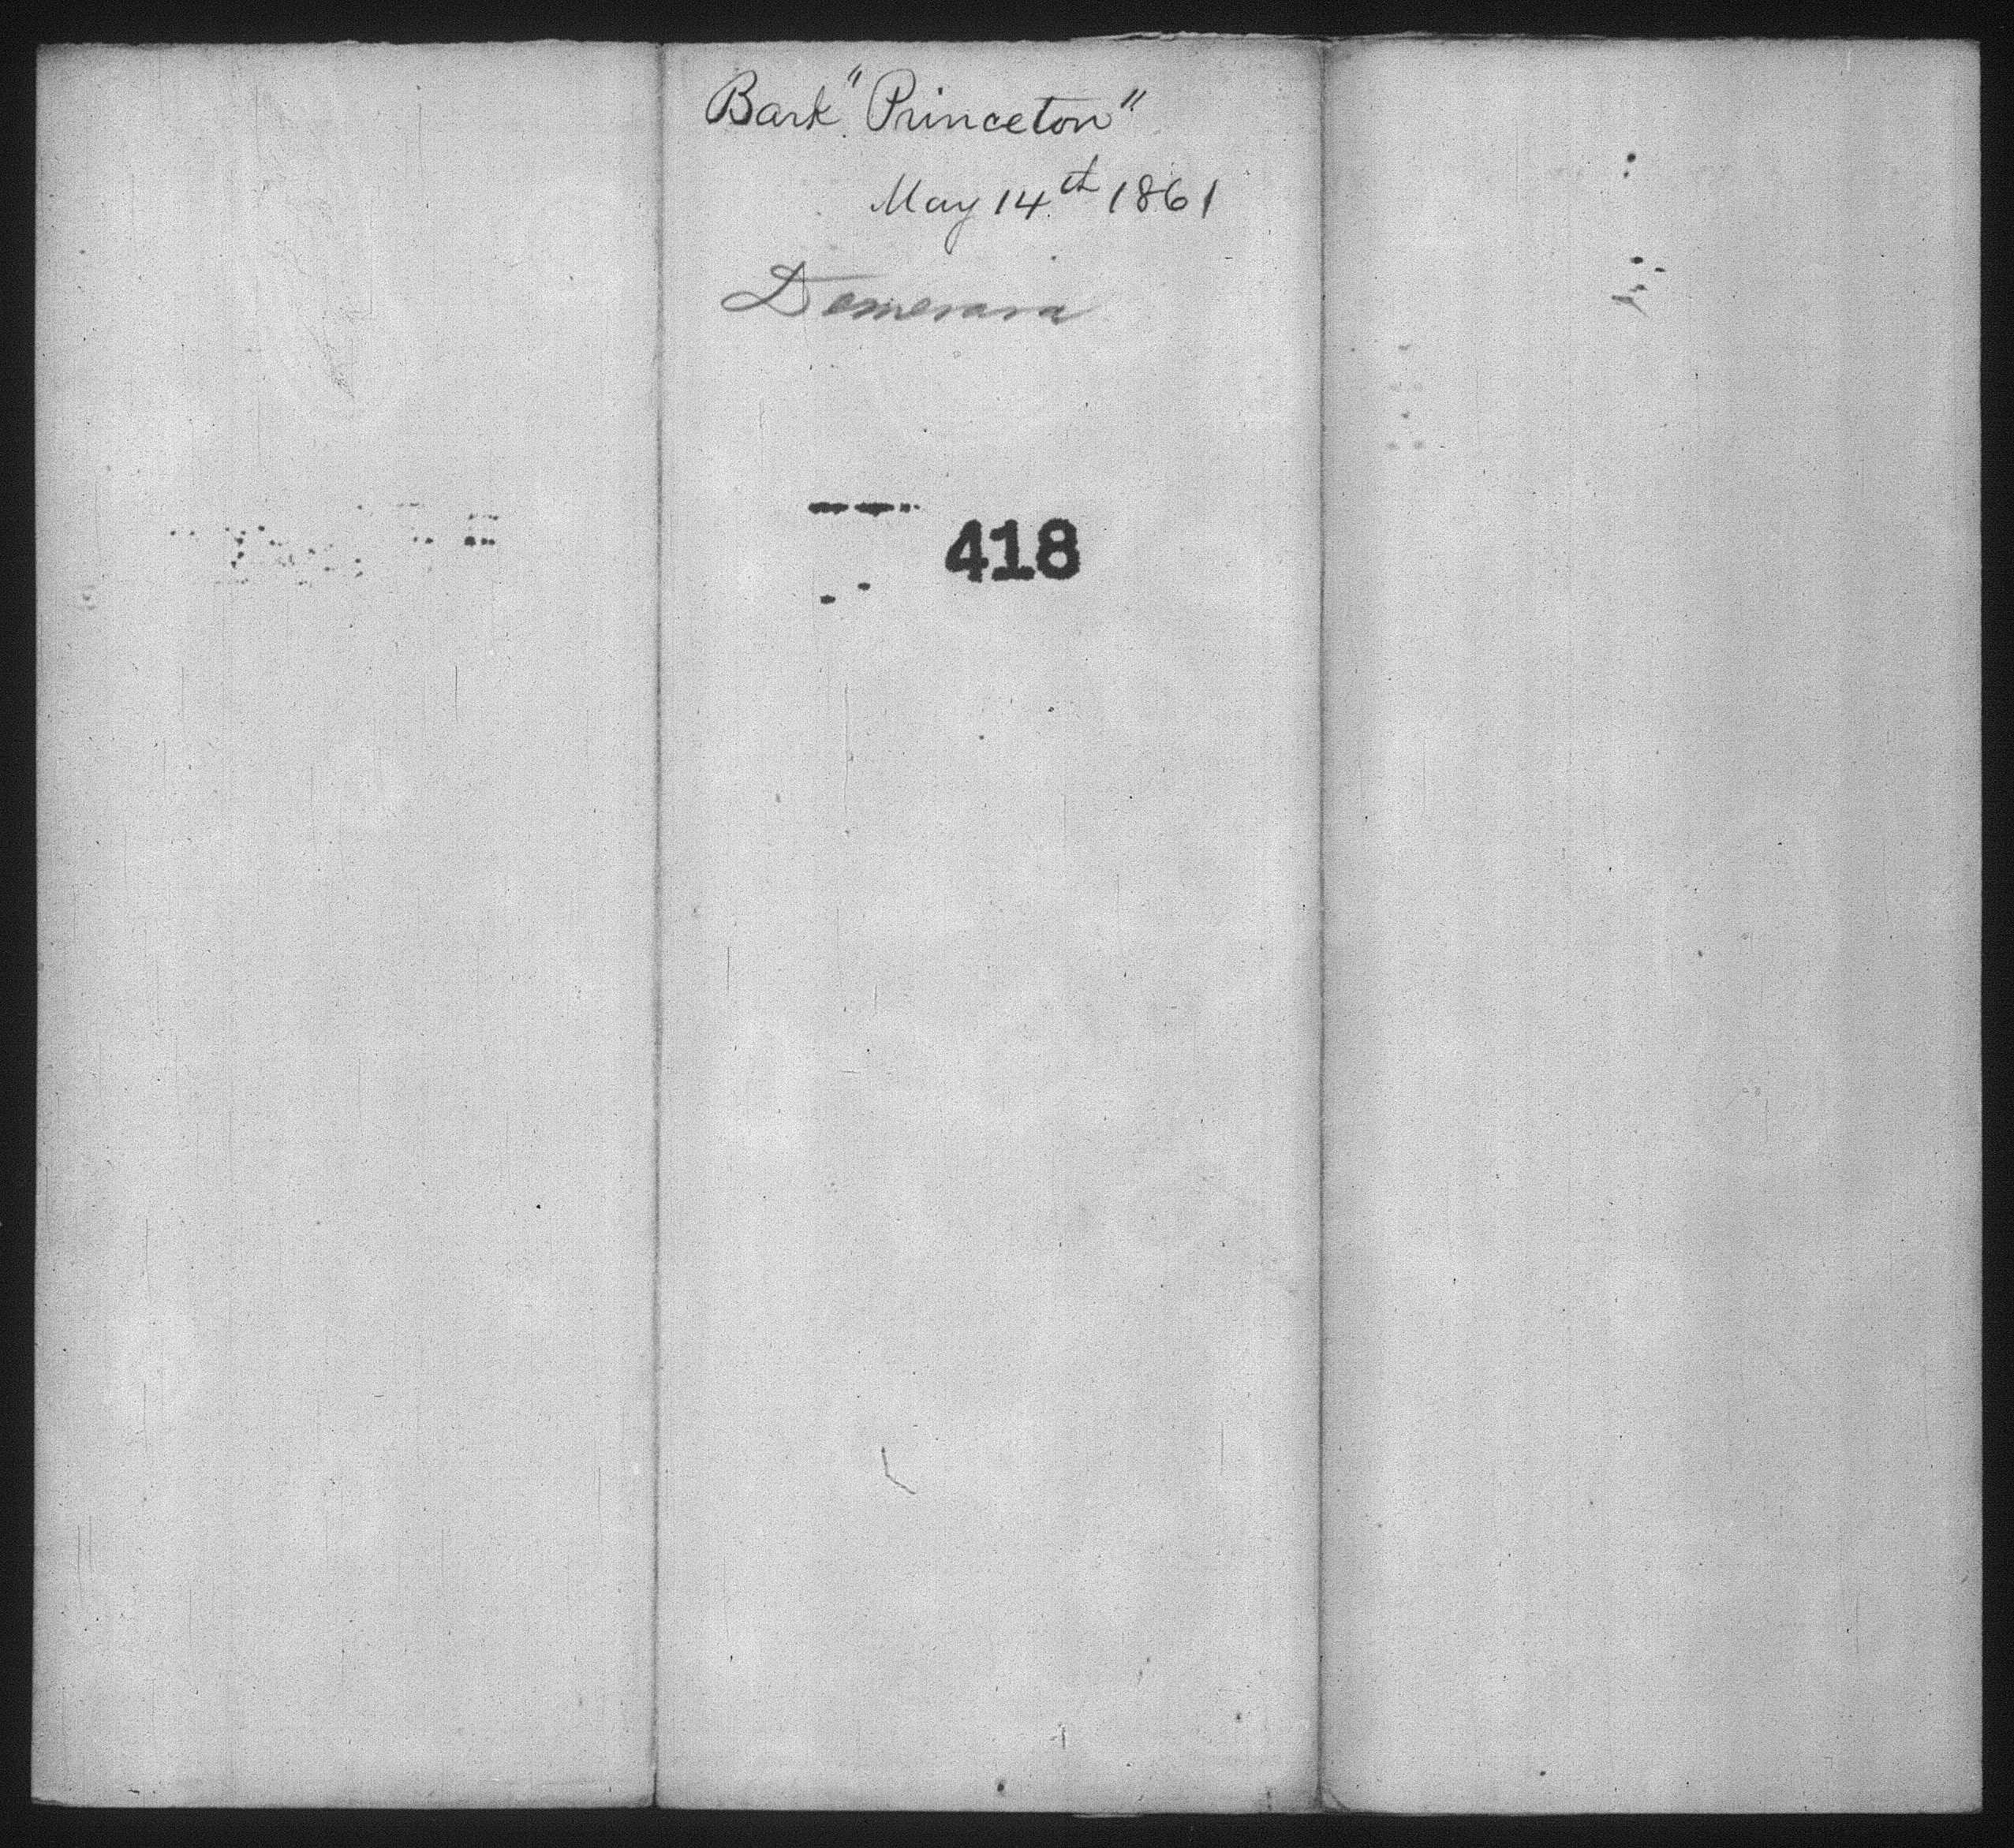 Bark "Princeton"
May 14th 1861
Demerara
418